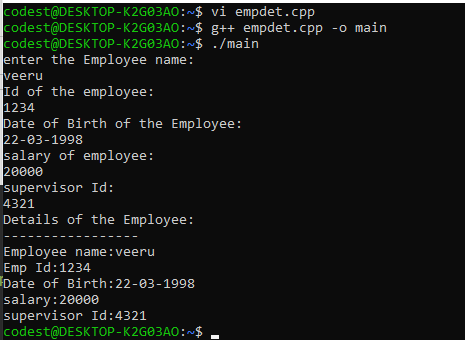 codest@DESKTOP-K2G03AO:~$ vi empdet.cpp
codest@DESKTOP-K2G03AO:~$ g++ empdet.cpp -o main
codest@DESKTOP-K2G03AO:~$ ./main
enter the Employee name:
veeru
Id of the employee:
1234
Date of Birth of the Employee:
22-03-1998
salary of employee:
20000
supervisor Id:
4321
Details of the Employee:
-----------------
Employee name:veeru
Emp Id:1234
Date of Birth:22-03-1998
salary:20000
supervisor Id:4321
codest@DESKTOP-K2G03AO:~$